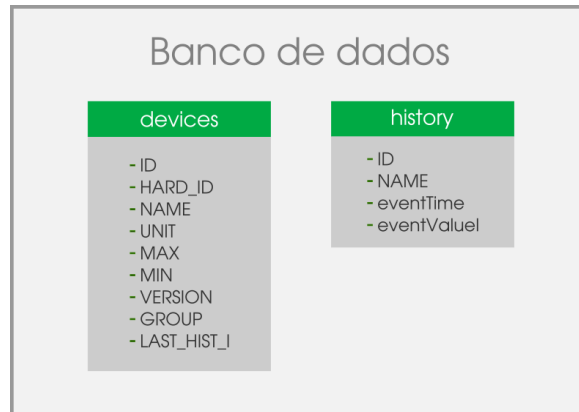 Banco de dados
devices
- ID
- HARD_ID
- NAME
- UNIT
- MAX
- MIN
- VERSION
- GROUP
- LAST_HIST_I
history
- ID
- NAME
- eventTime
- eventValuel